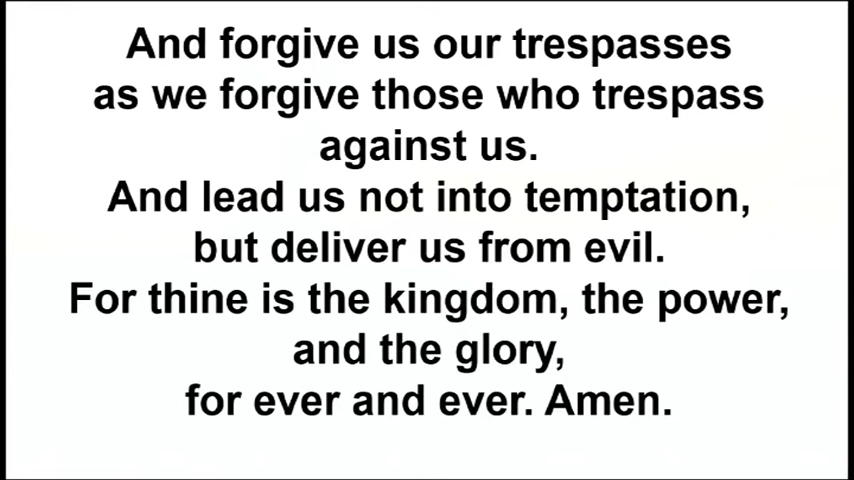 And forgive us our trespasses
as we forgive those who trespass
against us.
And lead us not into temptation,
but deliver us from evil.
For thine is the kingdom, the power,
and the glory,
for ever and ever. Amen.